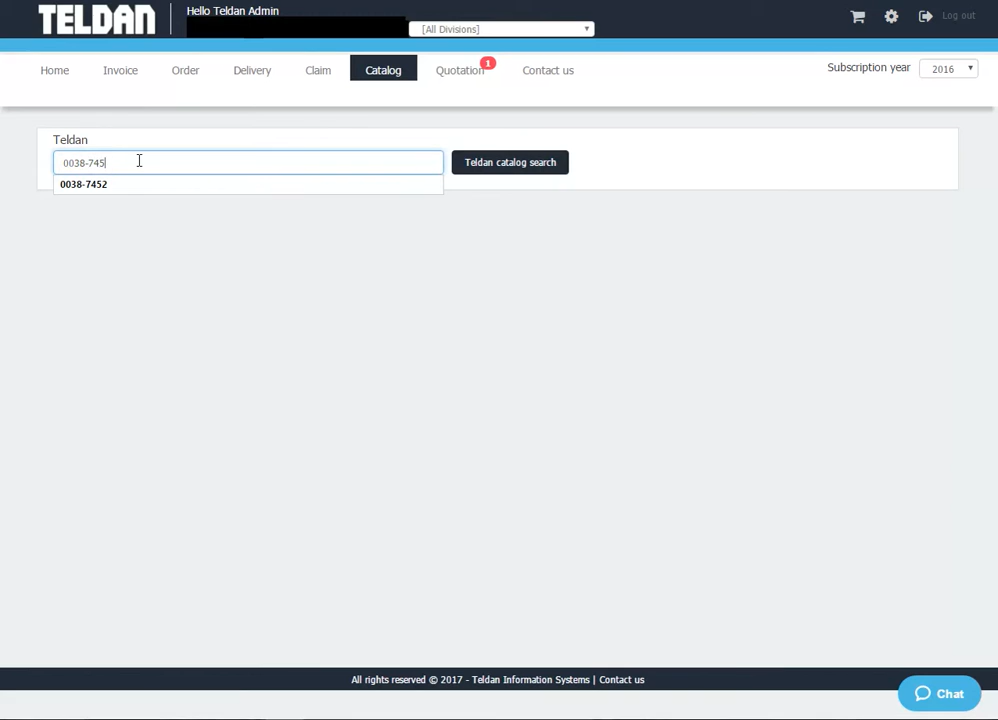 TELDAN
Hello Teldan Admin
[All Divisions]
Log out
Home
Invoice
Order
Delivery
Claim
Catalog
Quotation
1
Contact us
Subscription year
2016
Teldan
0038-745
Teldan catalog search
0038-7452
All rights reserved © 2017 - Teldan Information Systems | Contact us
Chat